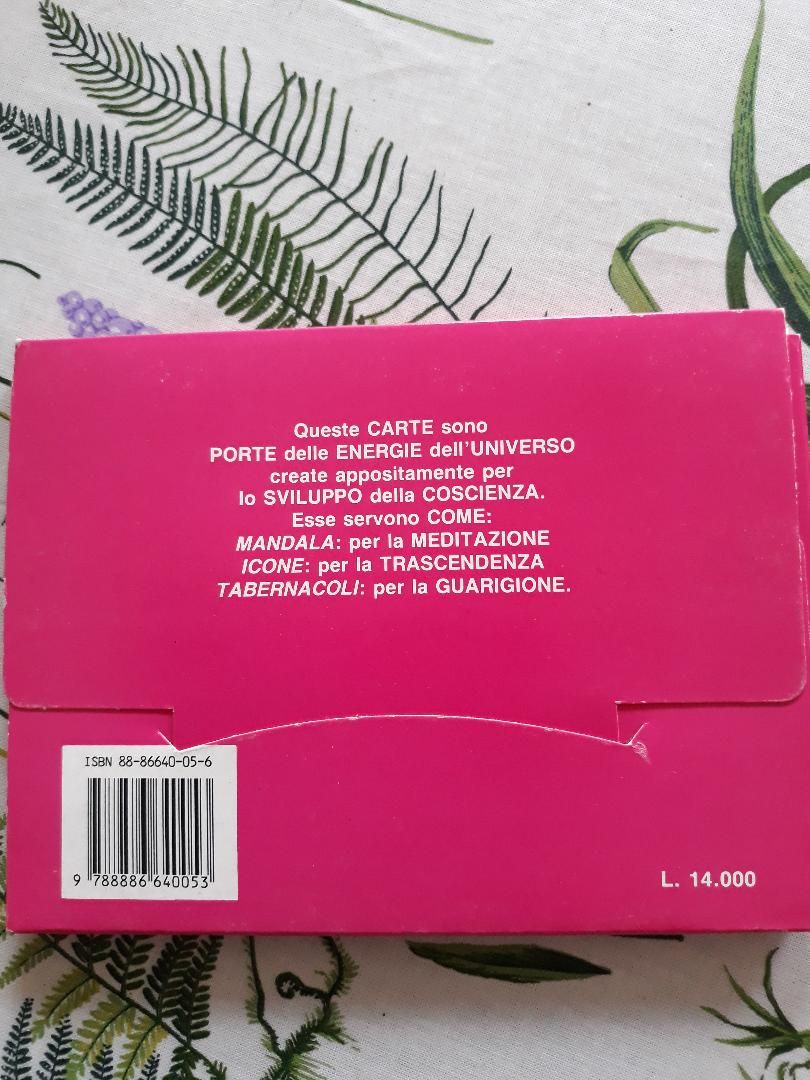 Queste CARTE sono
PORTE delle ENERGIE dell'UNIVERSO
create appositamente per
lo SVILUPPO della COSCIENZA.
Esse servono COME:
MANDALA: per la MEDITAZIONE
ICONE: per la TRASCENDENZA
TABERNACOLI: per la GUARIGIONE.
ISBN 88-86640-05-6
9 788886 640053
L. 14.000